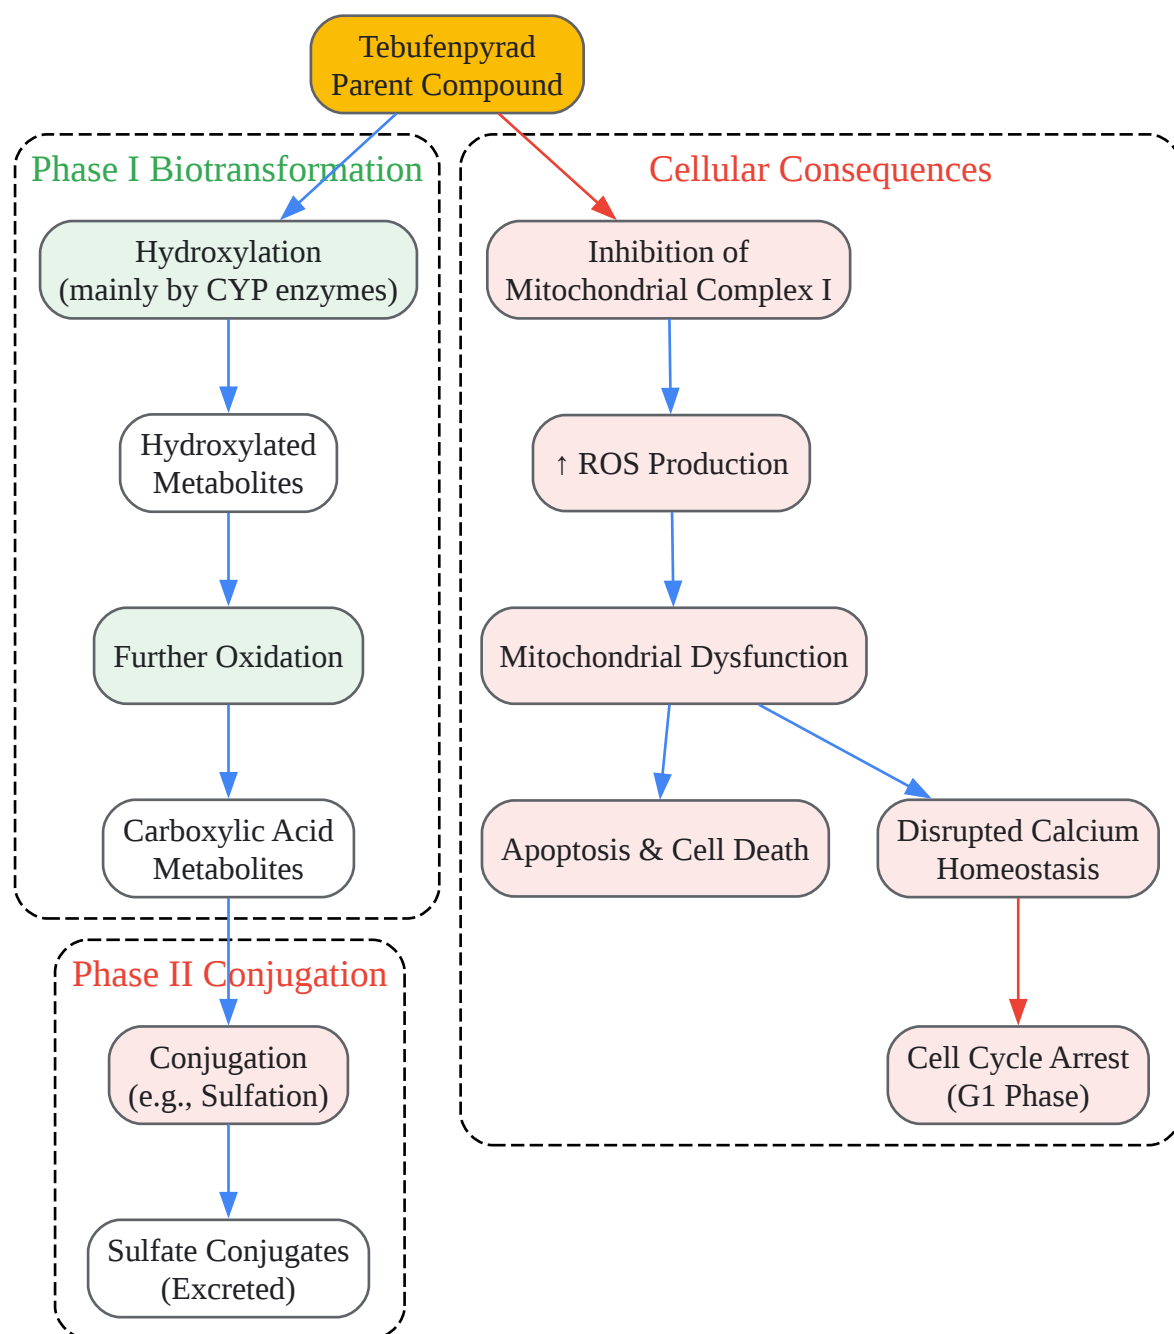 Tebufenpyrad
Parent Compound
Phase I Biotransformation
Hydroxylation
(mainly by CYP enzymes)
Hydroxylated
Metabolites
Further Oxidation
Carboxylic Acid
Metabolites
Phase II Conjugation
Conjugation
(e.g., Sulfation)
Sulfate Conjugates
(Excreted)
Cellular Consequences
Inhibition of
Mitochondrial Complex I
↑ ROS Production
Mitochondrial Dysfunction
Apoptosis & Cell Death
Disrupted Calcium
Homeostasis
Cell Cycle Arrest
(G1 Phase)